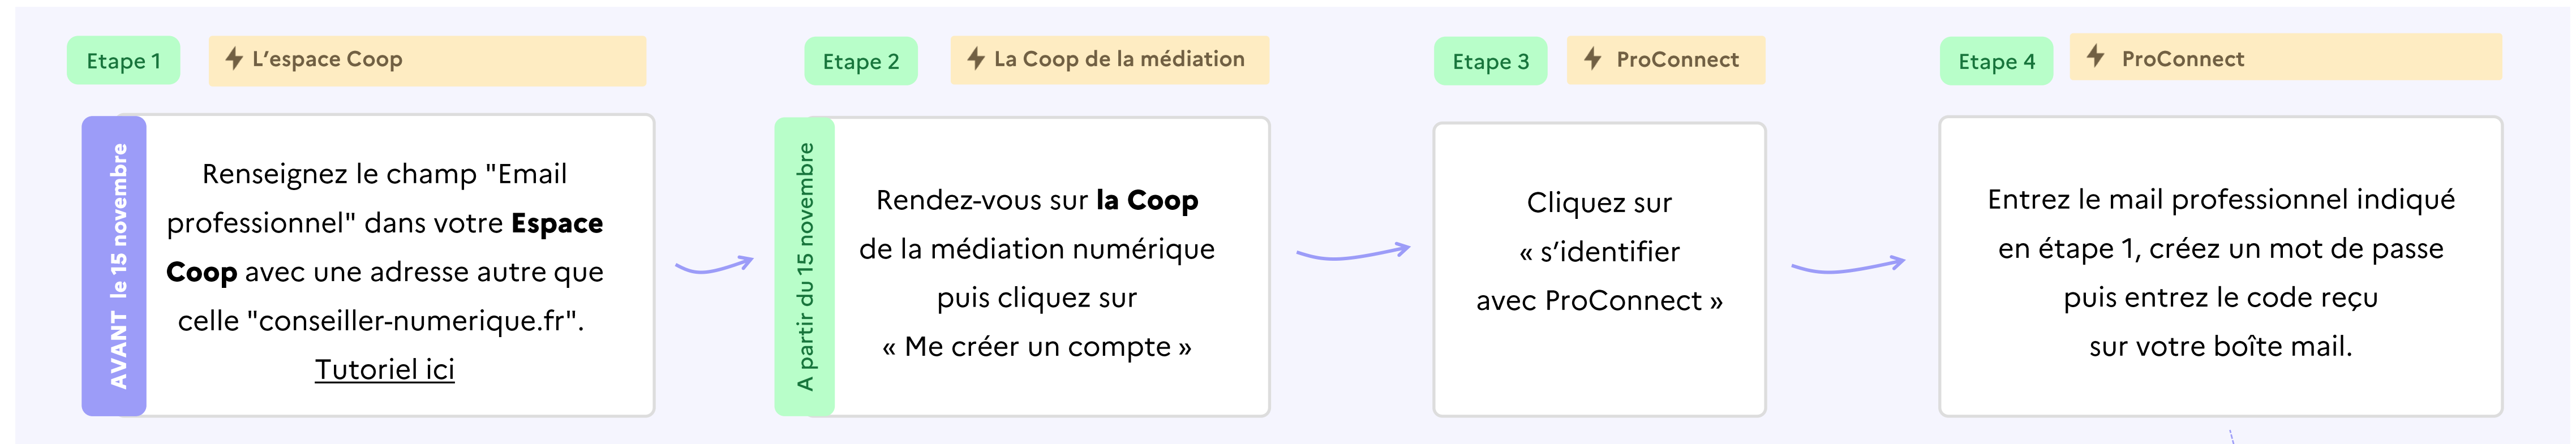 Etape 1
L’espace Coop
AVANT le 15 novembre
Renseignez le champ "Email
professionnel" dans votre Espace
Coop avec une adresse autre que
celle "conseiller-numerique.fr".
Tutoriel ici
Etape 2
La Coop de la médiation
A partir du 15 novembre
Rendez-vous sur la Coop
de la médiation numérique
puis cliquez sur
« Me créer un compte »
Etape 3
ProConnect
Cliquez sur
« s’identifier
avec ProConnect »
Etape 4
ProConnect
Entrez le mail professionnel indiqué
en étape 1, créez un mot de passe
puis entrez le code reçu
sur votre boîte mail.